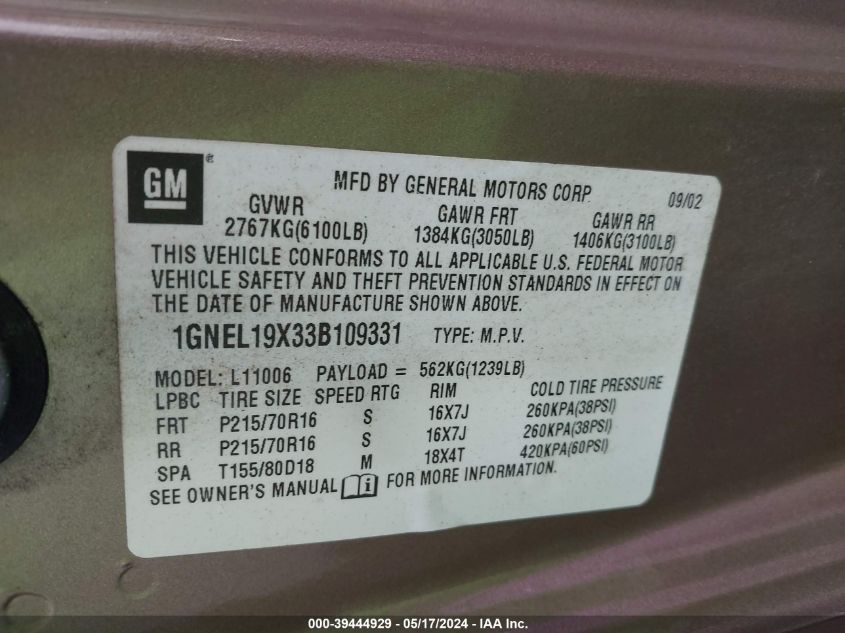 GM ®
MFD BY GENERAL MOTORS CORP 09/02
GVWR GAWR FRT GAWR RR
2767KG(6100LB) 1384KG(3050LB) 1406KG(3100LB)
THIS VEHICLE CONFORMS TO ALL APPLICABLE U.S. FEDERAL MOTOR
VEHICLE SAFETY AND THEFT PREVENTION STANDARDS IN EFFECT ON
THE DATE OF MANUFACTURE SHOWN ABOVE.
1GNEL19X33B109331 TYPE: M.P.V.
MODEL: L11006 PAYLOAD = 562KG(1239LB)
LPBC TIRE SIZE SPEED RTG RIM COLD TIRE PRESSURE
FRT P215/70R16 S 16X7J 260KPA(38PSI)
RR P215/70R16 S 16X7J 260KPA(38PSI)
SPA T155/80D18 M 18X4T 420KPA(60PSI)
SEE OWNER'S MANUAL i FOR MORE INFORMATION.
000-39444929 - 05/17/2024 - IAA Inc.